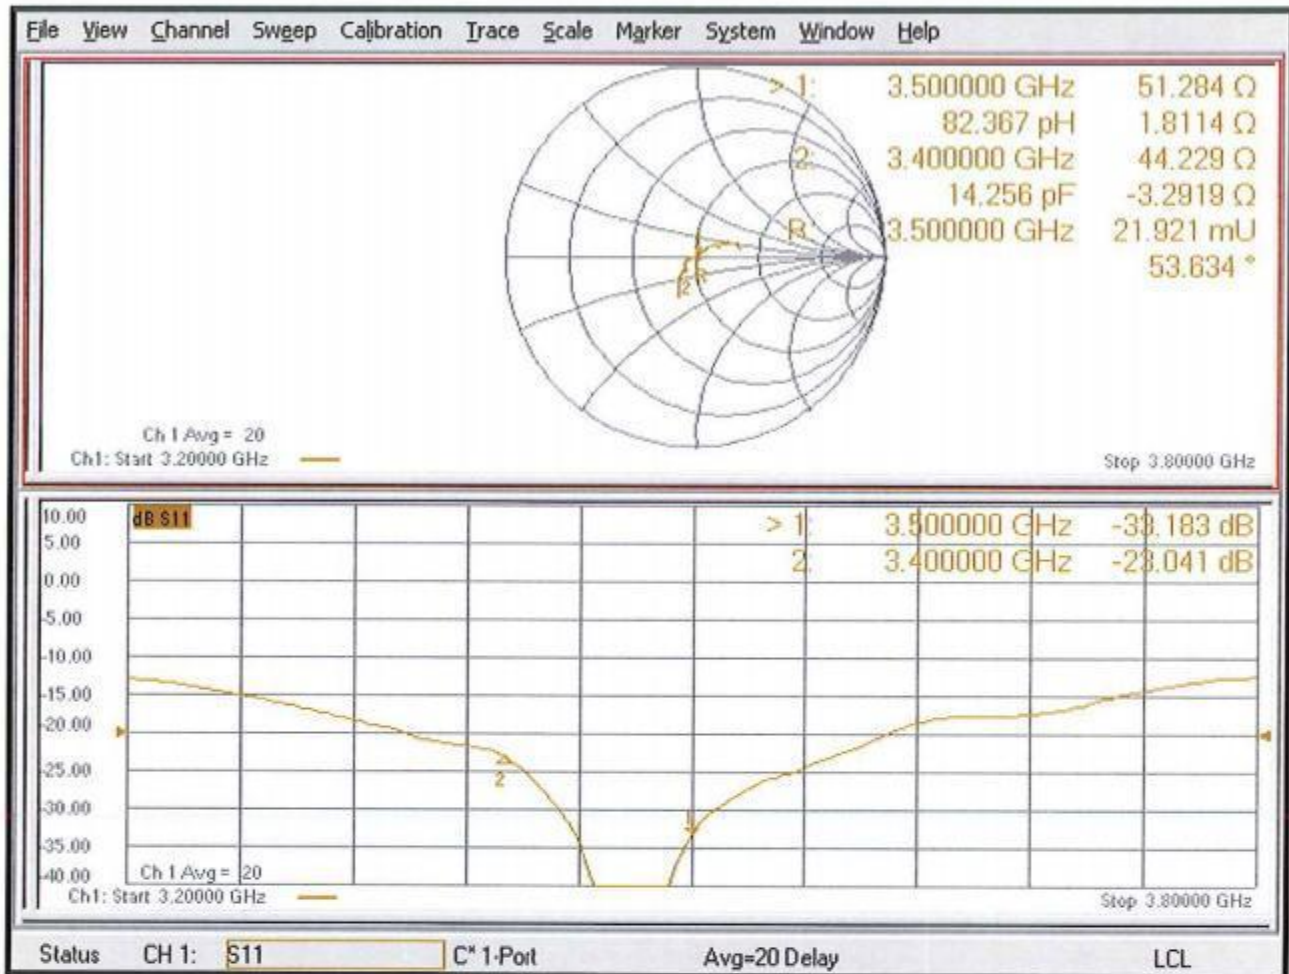 File View Channel Sweep Calibration Trace Scale Marker System Window Help
> 1: 3.500000 GHz 51.284 Ω
82.367 pH 1.8114 Ω
2: 3.400000 GHz 44.229 Ω
14.256 pF -3.2919 Ω
R: 3.500000 GHz 21.921 mU
53.634 °
2 R
Ch 1 Avg = 20
Ch1: Start 3.20000 GHz Stop 3.80000 GHz
10.00 dB S11 > 1: 3.500000 GHz -33.183 dB
5.00 2: 3.400000 GHz -23.041 dB
0.00
-5.00
-10.00
-15.00
-20.00
-25.00 2
-30.00 1
-35.00
-40.00 Ch 1 Avg = 20
Ch1: Start 3.20000 GHz Stop 3.80000 GHz
Status CH 1: S11 C* 1-Port Avg=20 Delay LCL